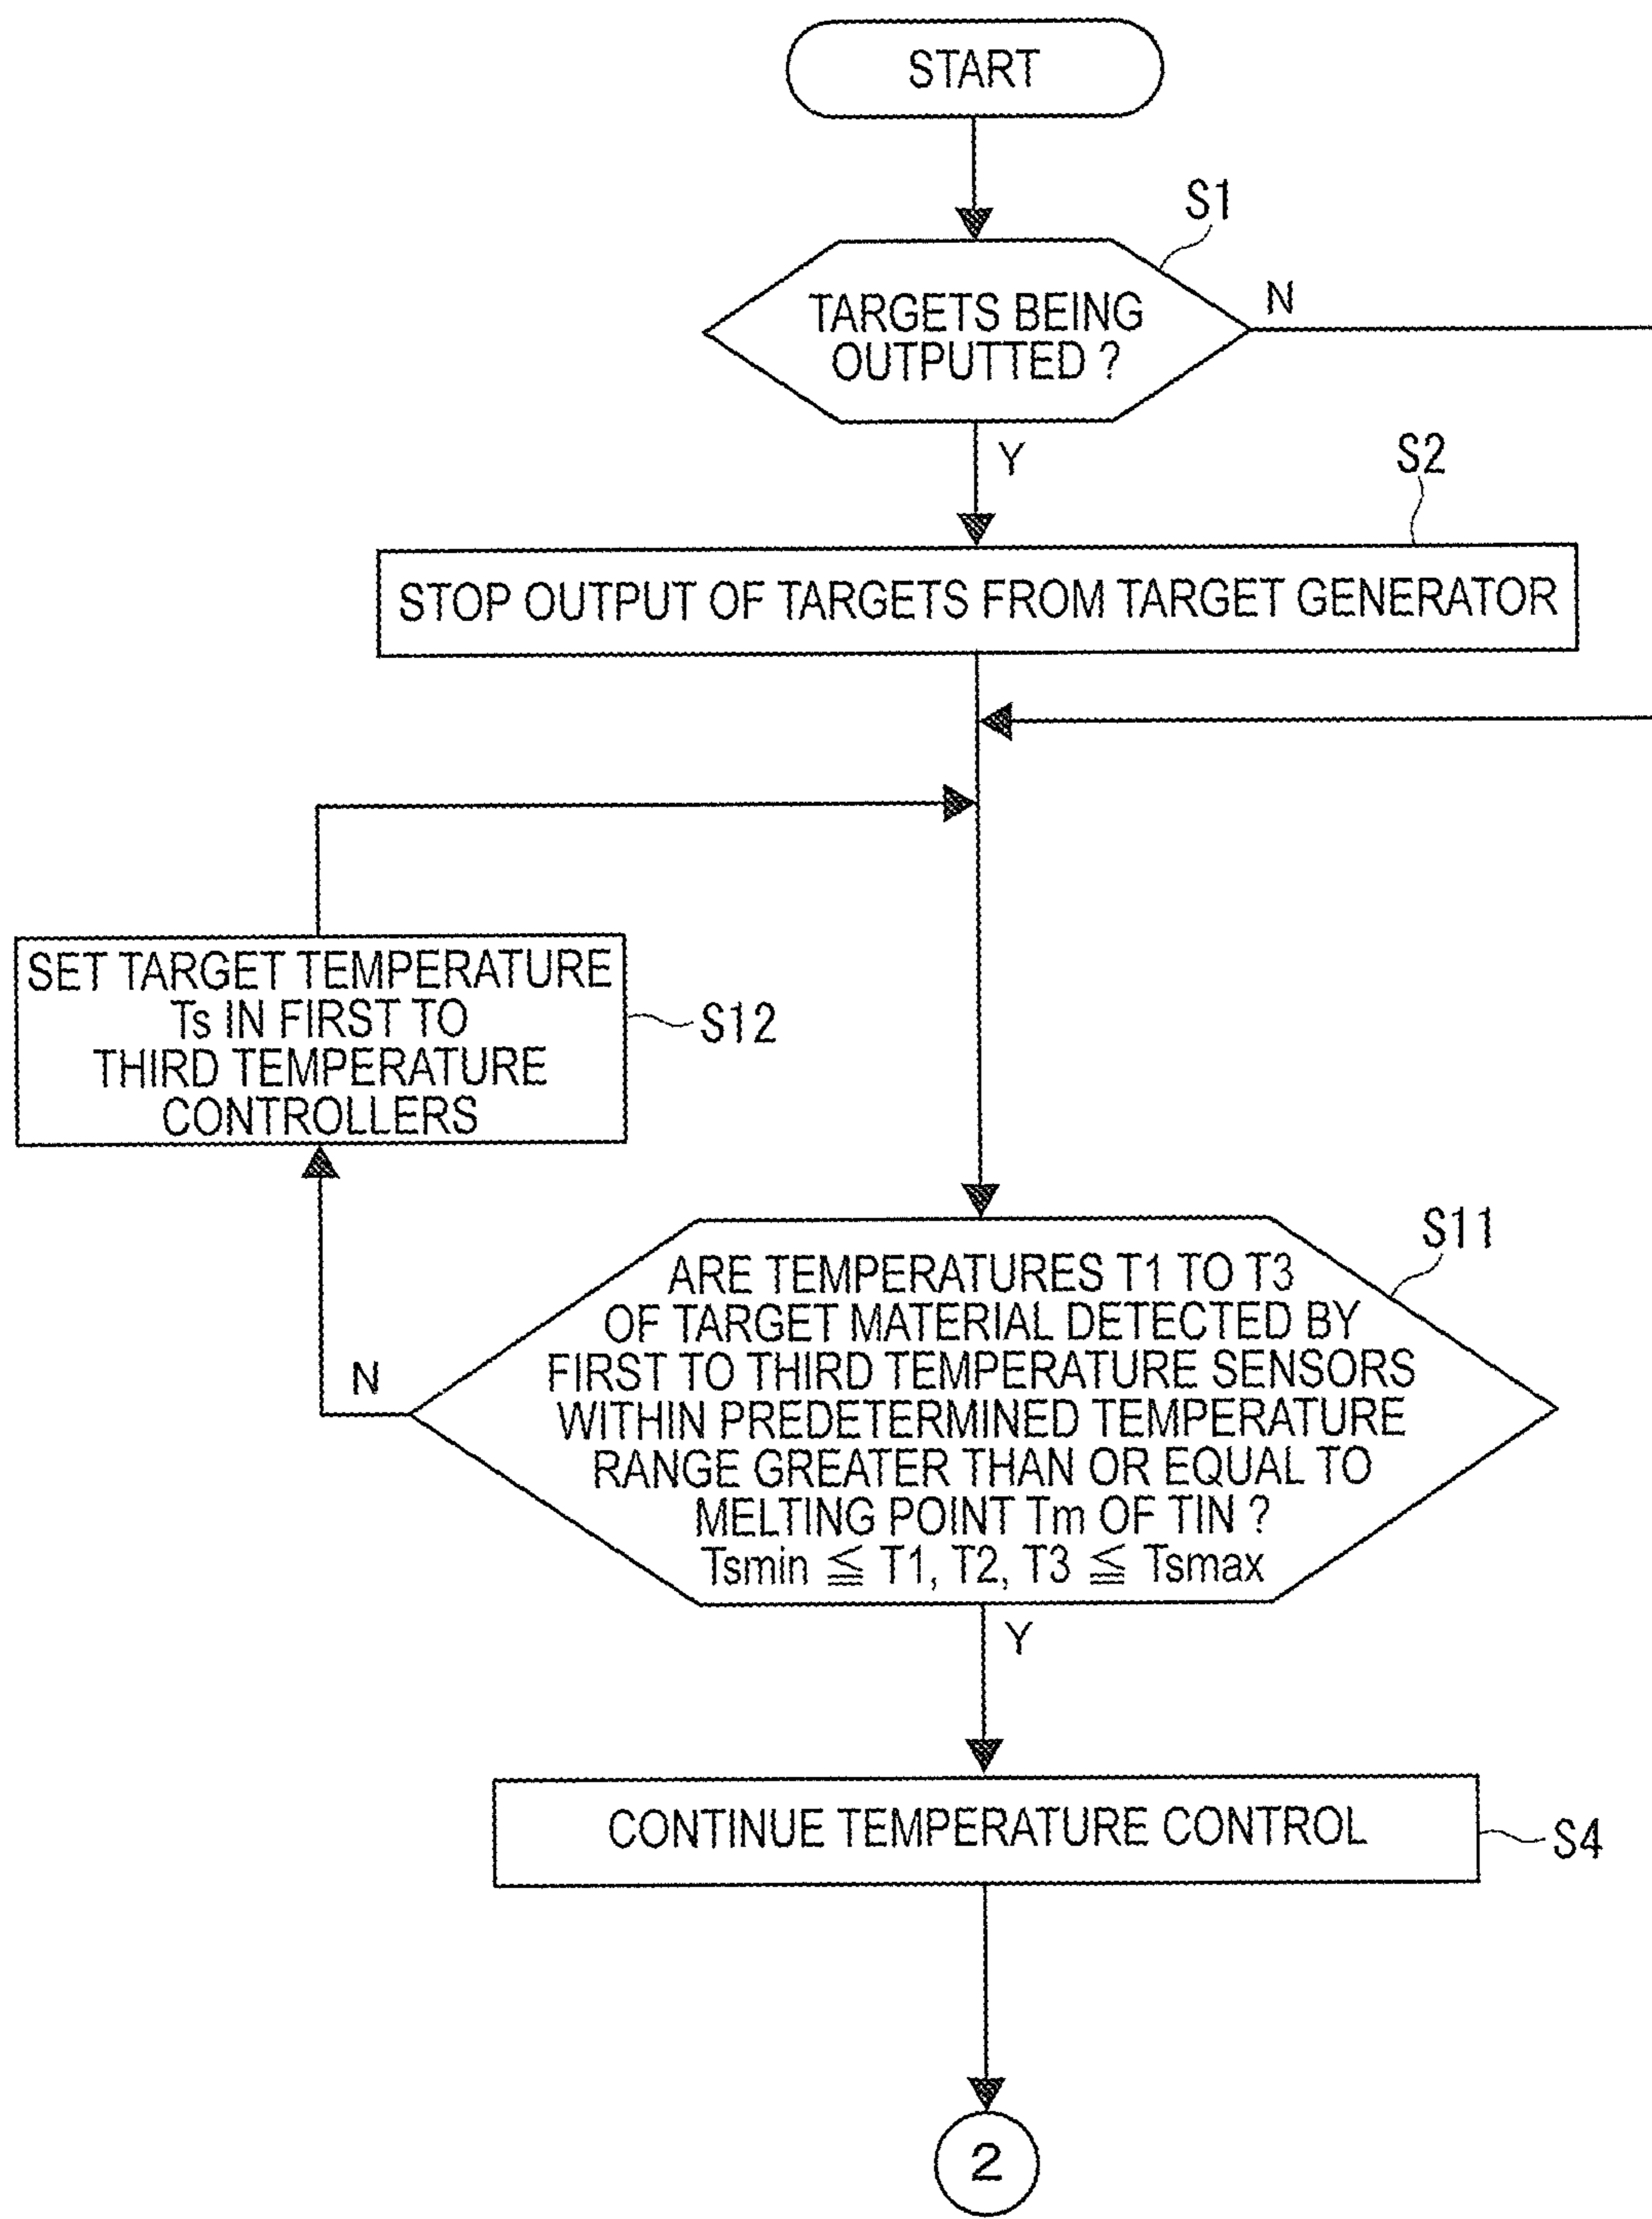 START
S1
TARGETS BEING
OUTPUTTED ?
N
Y
S2
STOP OUTPUT OF TARGETS FROM TARGET GENERATOR
SET TARGET TEMPERATURE
Ts IN FIRST TO
THIRD TEMPERATURE
CONTROLLERS
S12
S11
ARE TEMPERATURES T1 TO T3
OF TARGET MATERIAL DETECTED BY
FIRST TO THIRD TEMPERATURE SENSORS
WITHIN PREDETERMINED TEMPERATURE
RANGE GREATER THAN OR EQUAL TO
MELTING POINT Tm OF TIN ?
Tsmin ≦ T1, T2, T3 ≦ Tsmax
N
Y
CONTINUE TEMPERATURE CONTROL
S4
2